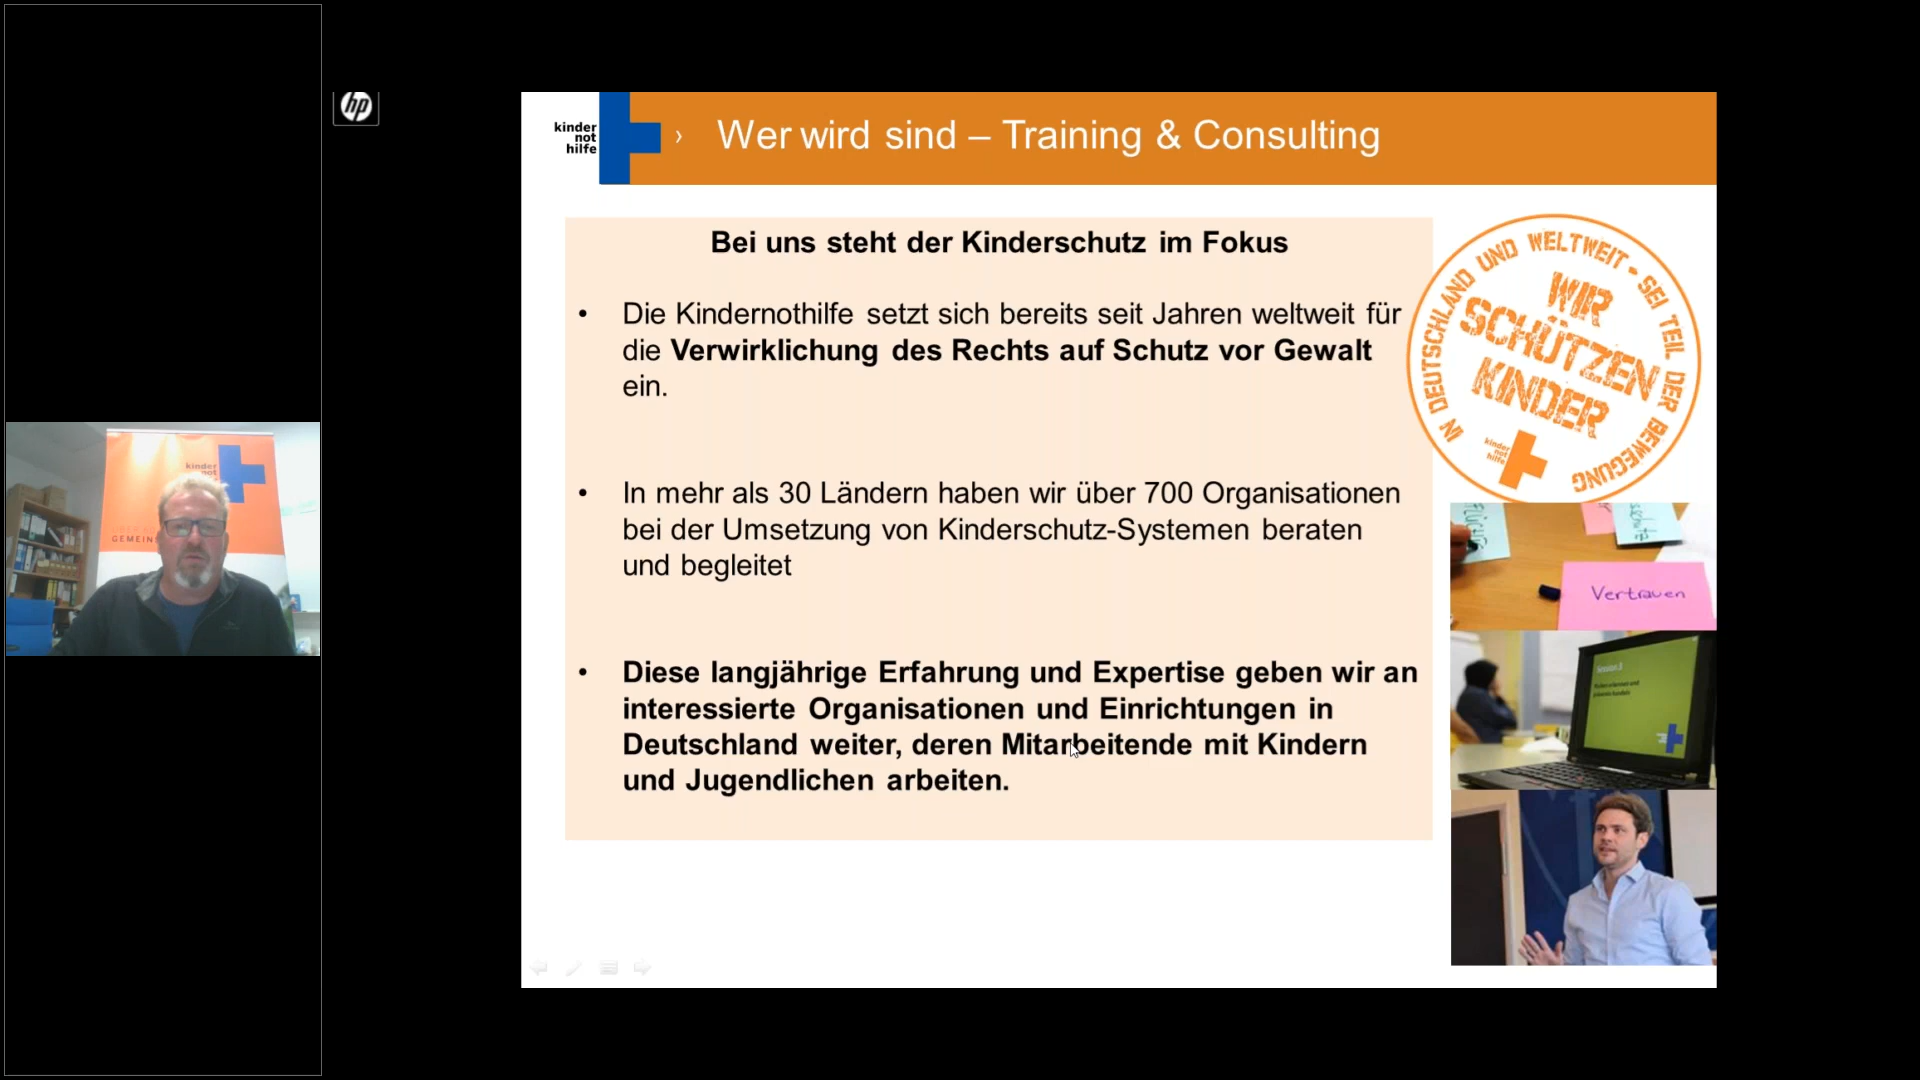 hp
kinder
not
hilfe
› Wer wird sind – Training & Consulting
Bei uns steht der Kinderschutz im Fokus
• Die Kindernothilfe setzt sich bereits seit Jahren weltweit für
die Verwirklichung des Rechts auf Schutz vor Gewalt
ein.
• In mehr als 30 Ländern haben wir über 700 Organisationen
bei der Umsetzung von Kinderschutz-Systemen beraten
und begleitet
• Diese langjährige Erfahrung und Expertise geben wir an
interessierte Organisationen und Einrichtungen in
Deutschland weiter, deren Mitarbeitende mit Kindern
und Jugendlichen arbeiten.
IN DEUTSCHLAND UND WELTWEIT - SEI TEIL DER BEWEGUNG
WIR
SCHÜTZEN
KINDER
kinder
not
hilfe
Vertrauen
kinder
not
GEMEIN